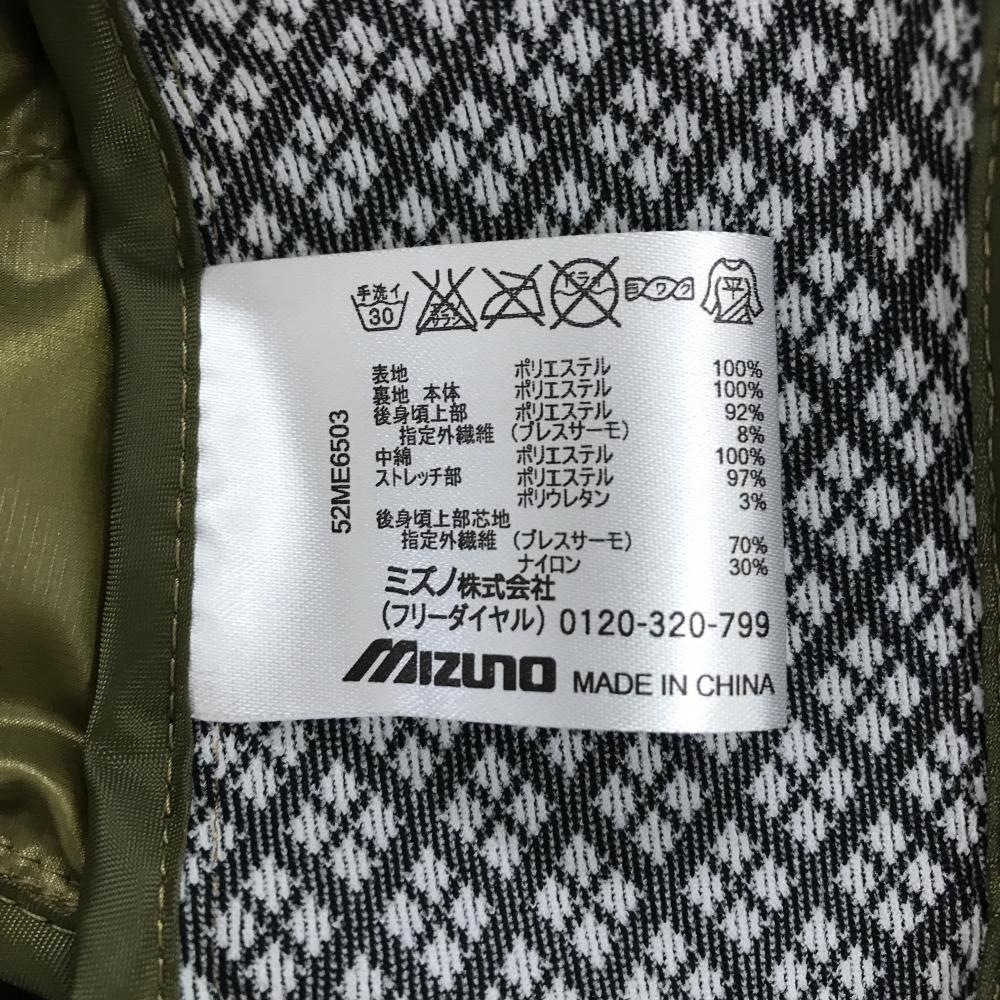 手洗イ
30
エンソサラシ
ドライ
ヨワク
平
表地 ポリエステル 100%
裏地 本体 ポリエステル 100%
後身頃上部 ポリエステル 92%
指定外繊維 (ブレスサーモ) 8%
中綿 ポリエステル 100%
ストレッチ部 ポリエステル 97%
ポリウレタン 3%
後身頃上部芯地
指定外繊維 (ブレスサーモ) 70%
ナイロン 30%
ミズノ株式会社
(フリーダイヤル) 0120-320-799
MIZUNO MADE IN CHINA
52ME6503